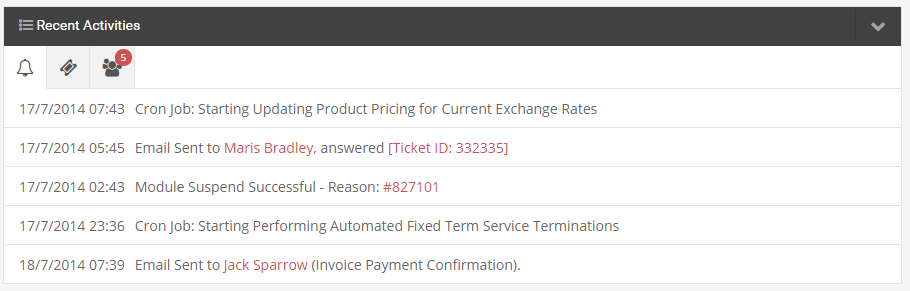 Recent Activities
5
17/7/2014 07:43 Cron Job: Starting Updating Product Pricing for Current Exchange Rates
17/7/2014 05:45 Email Sent to Maris Bradley, answered [Ticket ID: 332335]
17/7/2014 02:43 Module Suspend Successful - Reason: #827101
17/7/2014 23:36 Cron Job: Starting Performing Automated Fixed Term Service Terminations
18/7/2014 07:39 Email Sent to Jack Sparrow (Invoice Payment Confirmation).